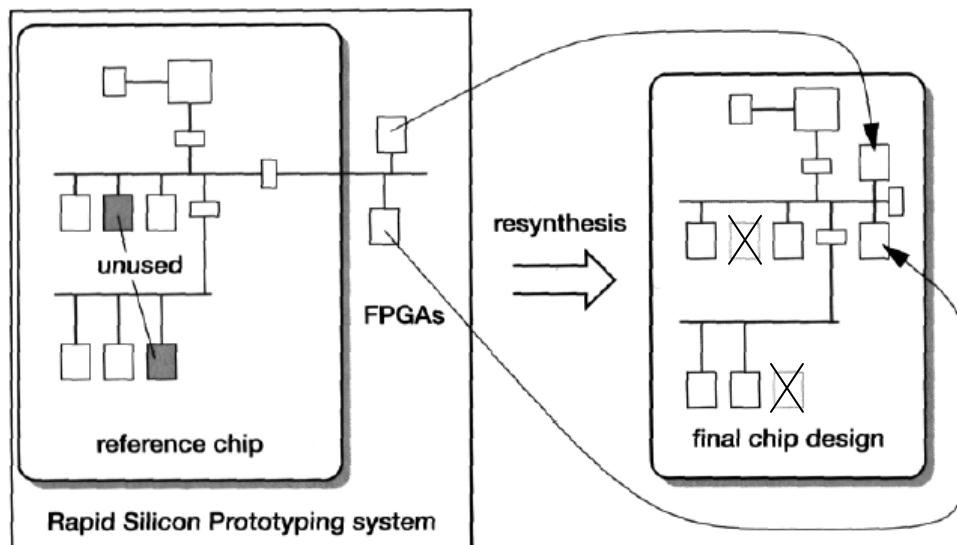 unused
FPGAs
reference chip
Rapid Silicon Prototyping system
resynthesis
final chip design